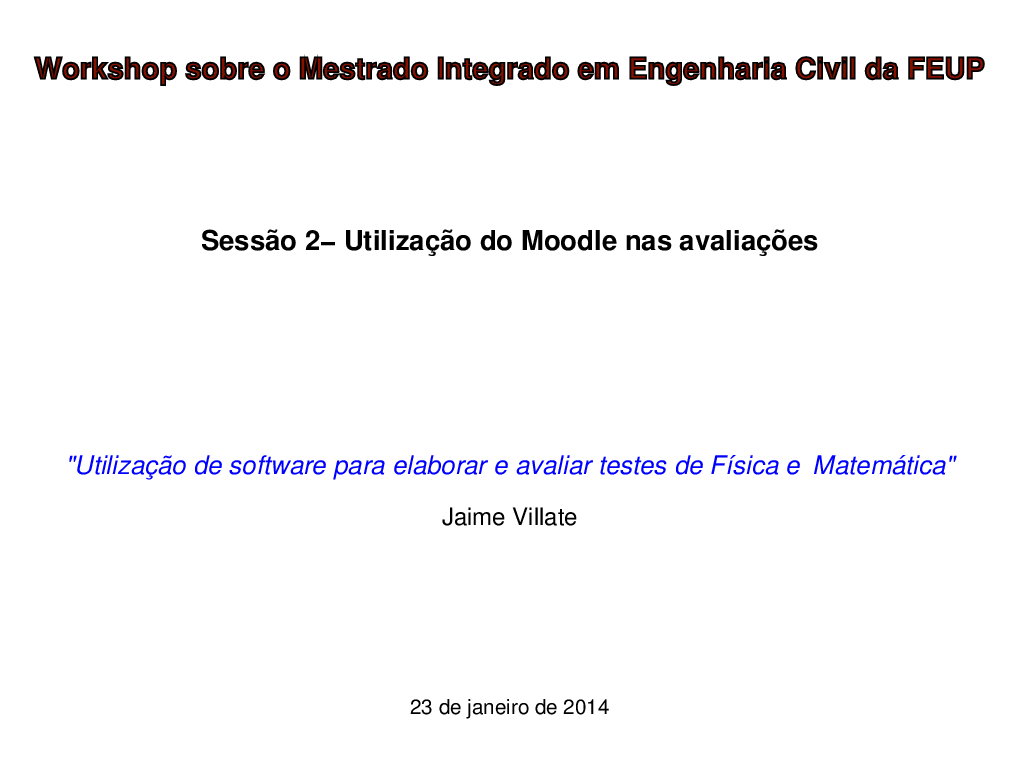 Workshop sobre o Mestrado Integrado em Engenharia Civil da FEUP
Sessão 2– Utilização do Moodle nas avaliações
"Utilização de software para elaborar e avaliar testes de Física e Matemática"
Jaime Villate
23 de janeiro de 2014